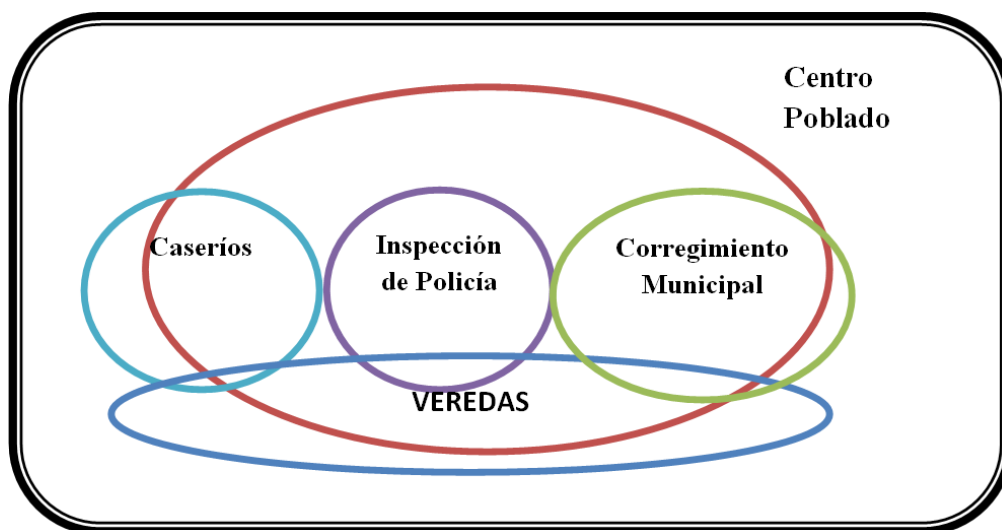 Centro
Poblado
Caseríos
Inspección
de Policía
Corregimiento
Municipal
VEREDAS